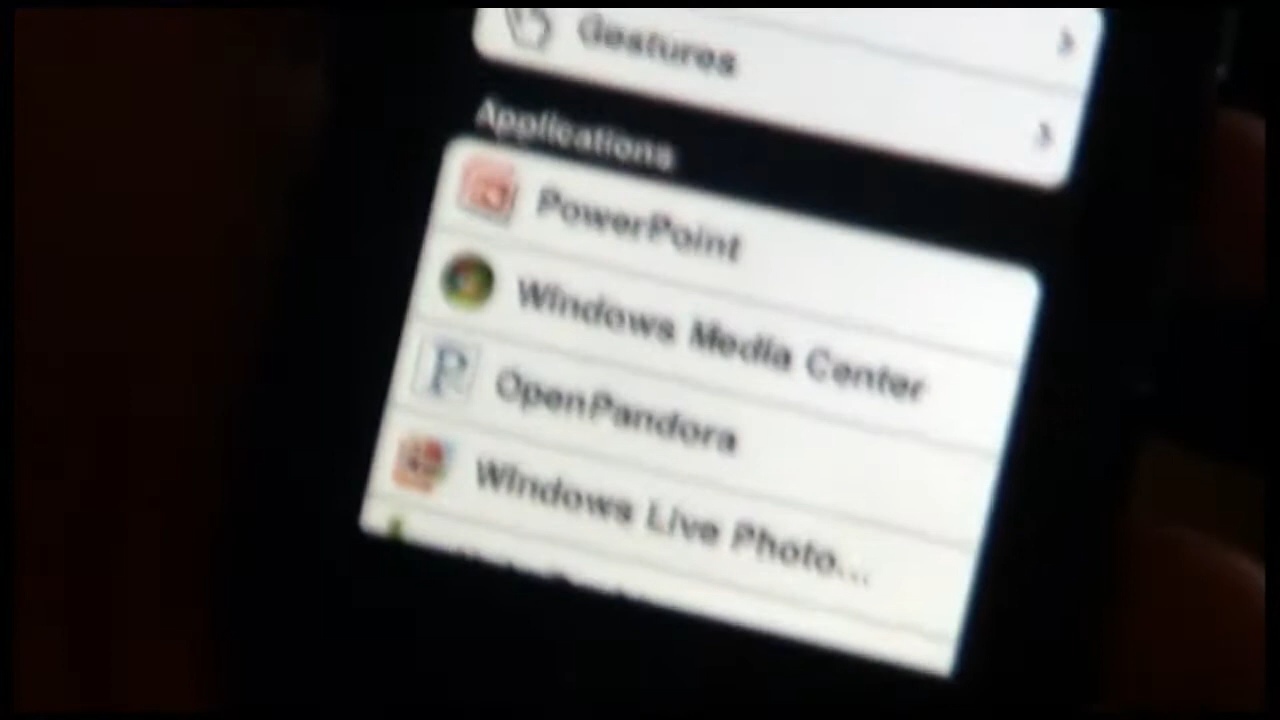 Gestures
Applications
PowerPoint
Windows Media Center
OpenPandora
Windows Live Photo...